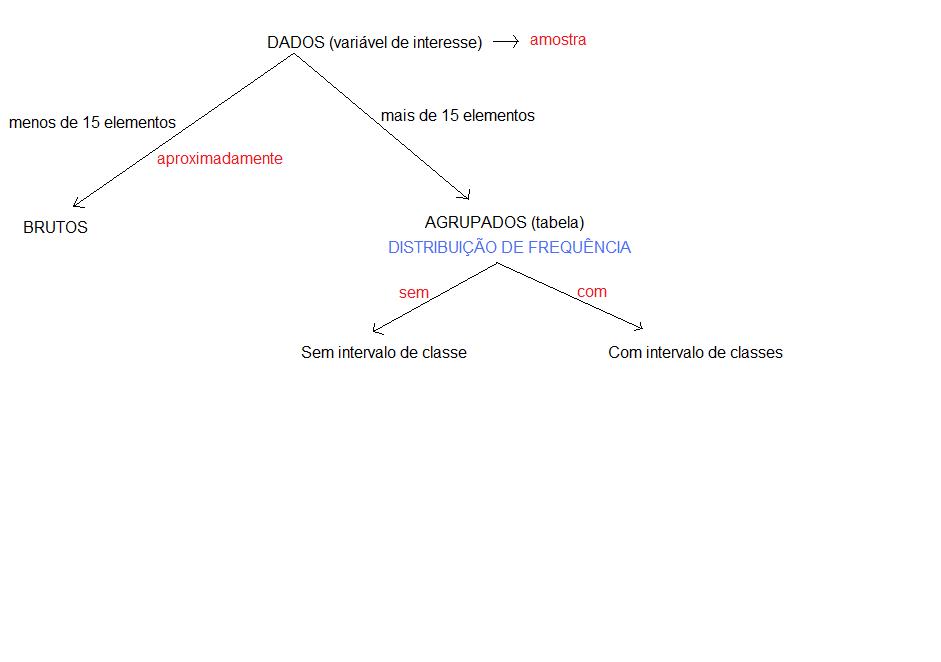 DADOS (variável de interesse) amostra
menos de 15 elementos
mais de 15 elementos
aproximadamente
BRUTOS
AGRUPADOS (tabela)
DISTRIBUIÇÃO DE FREQUÊNCIA
sem
com
Sem intervalo de classe
Com intervalo de classes